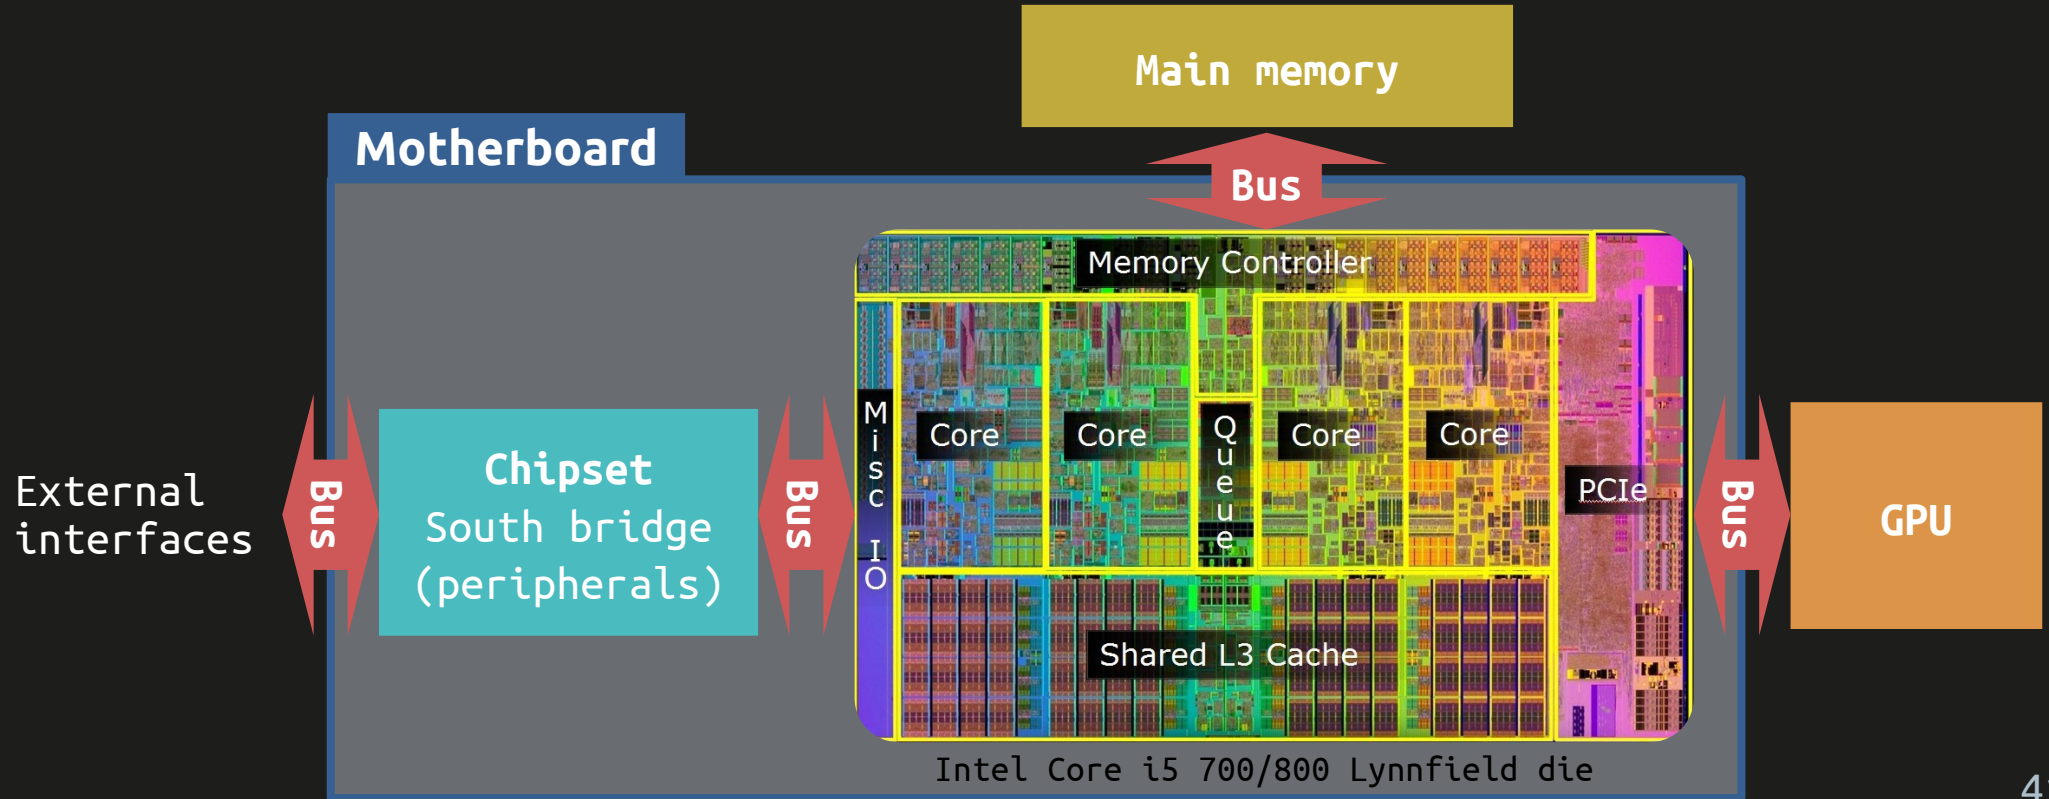 Main memory
Motherboard
Bus
Memory Controller
External
interfaces
Bus
Chipset
South bridge
(peripherals)
Bus
Misc IO
Core
Core
Queue
Core
Core
PCIe
Bus
GPU
Shared L3 Cache
Intel Core i5 700/800 Lynnfield die